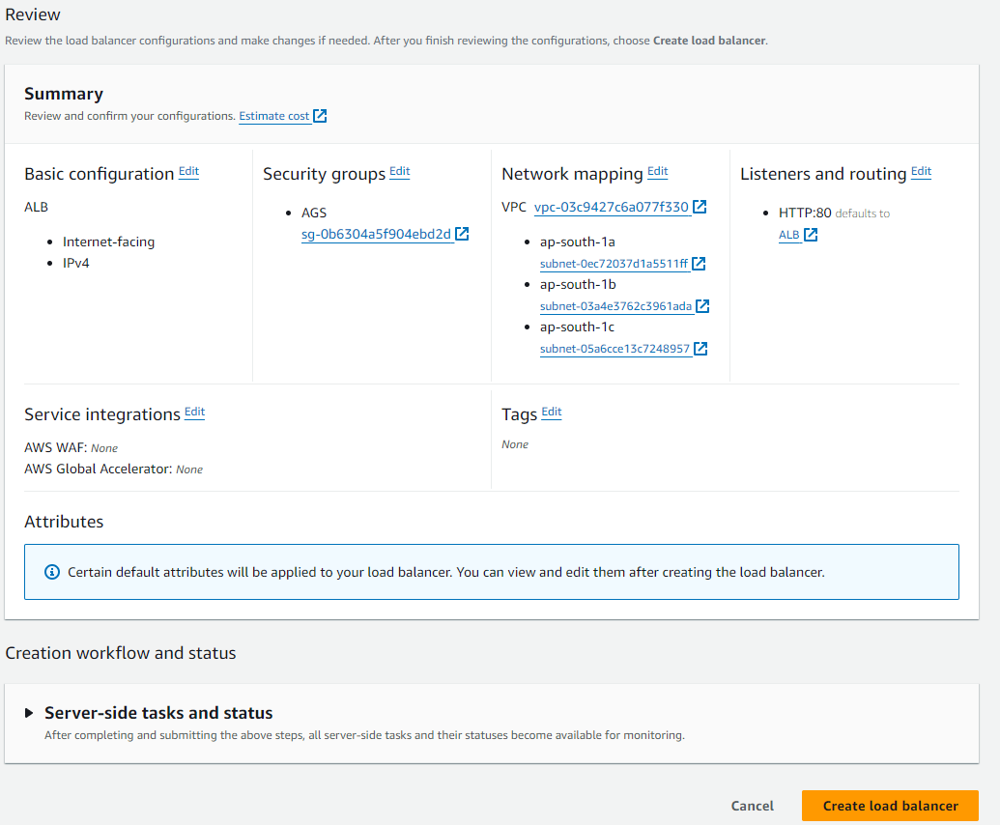 Review
Review the load balancer configurations and make changes if needed. After you finish reviewing the configurations, choose Create load balancer.
Summary
Review and confirm your configurations. Estimate cost
Basic configuration Edit
ALB
Internet-facing
IPv4
Security groups Edit
AGS
sg-0b6304a5f904ebd2d
Network mapping Edit
VPC vpc-03c9427c6a077f330
ap-south-1a
subnet-0ec72037d1a5511ff
ap-south-1b
subnet-03a4e3762c3961ada
ap-south-1c
subnet-05a6cce13c7248957
Listeners and routing Edit
HTTP:80 defaults to
ALB
Service integrations Edit
AWS WAF: None
AWS Global Accelerator: None
Tags Edit
None
Attributes
Certain default attributes will be applied to your load balancer. You can view and edit them after creating the load balancer.
Creation workflow and status
Server-side tasks and status
After completing and submitting the above steps, all server-side tasks and their statuses become available for monitoring.
Cancel
Create load balancer